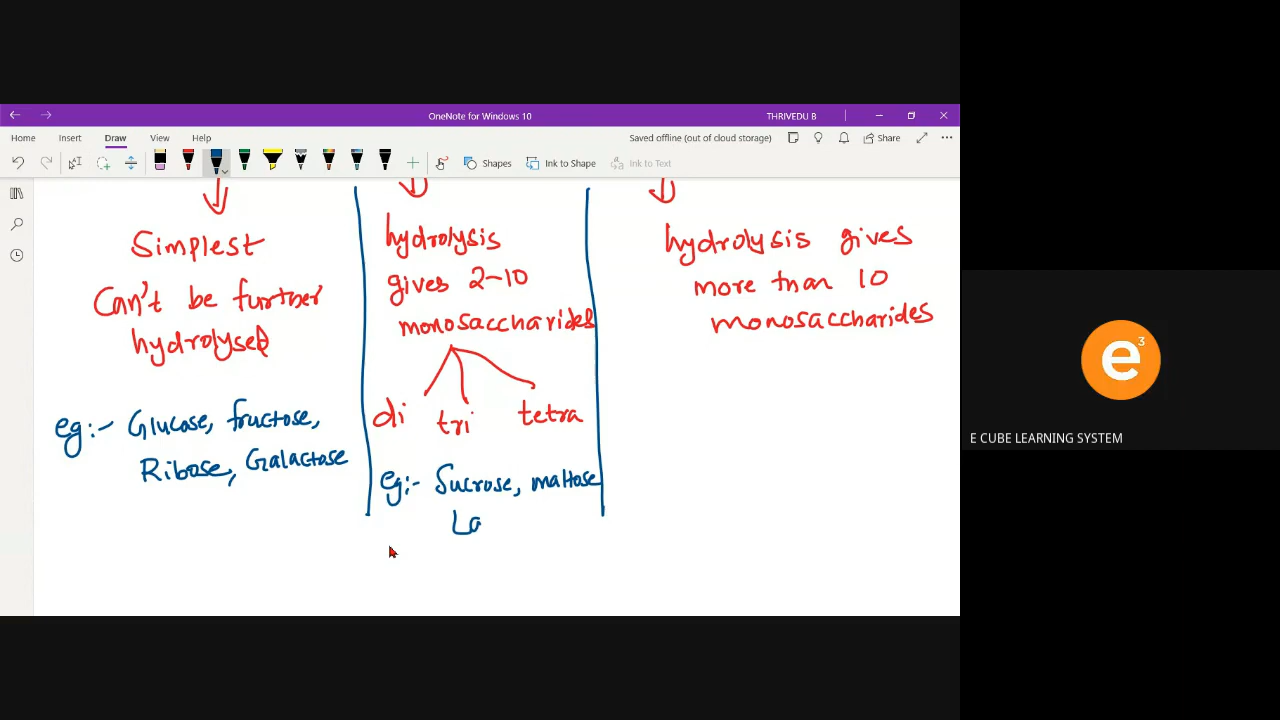 OneNote for Windows 10
THRIVEDU B
Home Insert Draw View Help
Saved offline (out of cloud storage)
Share
Shapes
Ink to Shape
Ink to Text
Simplest
Can't be further
hydrolysed
eg:- Glucose, fructose,
Ribose, Galactose
hydrolysis
gives 2-10
monosaccharides
di tri tetra
eg:- Sucrose, maltose
La
hydrolysis gives
more than 10
monosaccharides
e3
E CUBE LEARNING SYSTEM